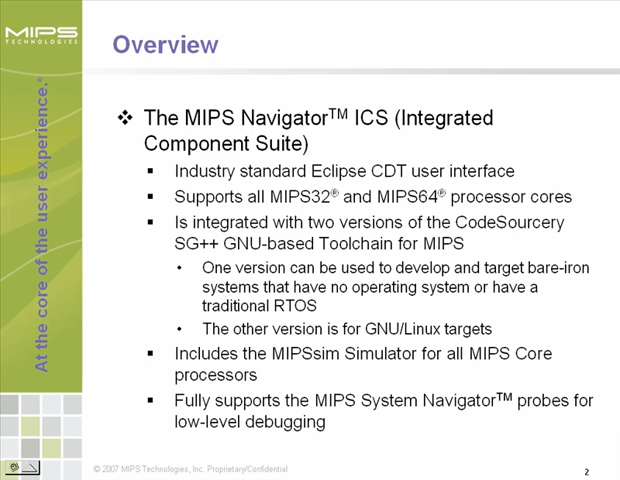 MIPS
TECHNOLOGIES
At the core of the user experience.®
Overview
❖ The MIPS Navigator™ ICS (Integrated
Component Suite)
▪ Industry standard Eclipse CDT user interface
▪ Supports all MIPS32® and MIPS64® processor cores
▪ Is integrated with two versions of the CodeSourcery
SG++ GNU-based Toolchain for MIPS
• One version can be used to develop and target bare-iron
systems that have no operating system or have a
traditional RTOS
• The other version is for GNU/Linux targets
▪ Includes the MIPSsim Simulator for all MIPS Core
processors
▪ Fully supports the MIPS System Navigator™ probes for
low-level debugging
© 2007 MIPS Technologies, Inc. Proprietary/Confidential
2